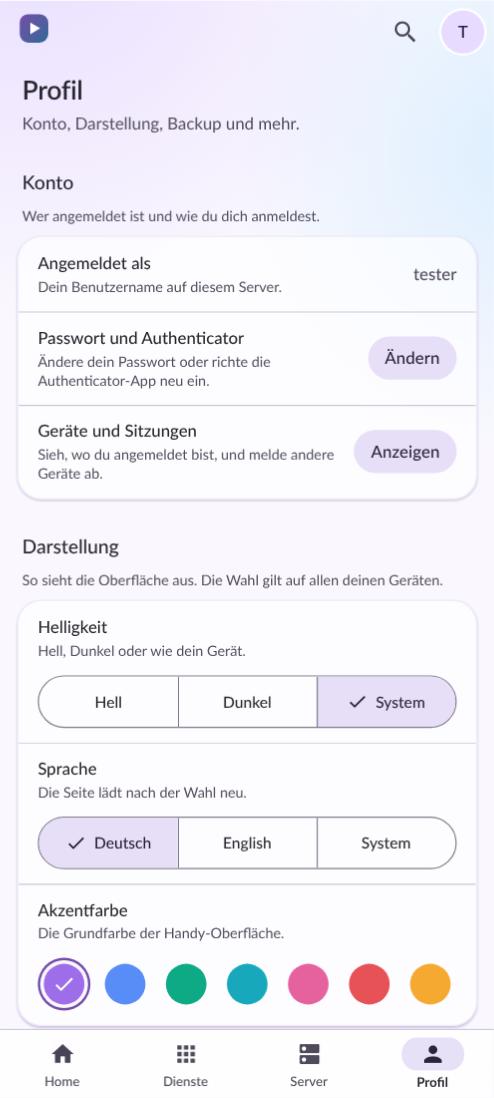 T
Profil
Konto, Darstellung, Backup und mehr.
Konto
Wer angemeldet ist und wie du dich anmeldest.
Angemeldet als
Dein Benutzername auf diesem Server.
tester
Passwort und Authenticator
Ändere dein Passwort oder richte die
Authenticator-App neu ein.
Ändern
Geräte und Sitzungen
Sieh, wo du angemeldet bist, und melde andere
Geräte ab.
Anzeigen
Darstellung
So sieht die Oberfläche aus. Die Wahl gilt auf allen deinen Geräten.
Helligkeit
Hell, Dunkel oder wie dein Gerät.
Hell Dunkel System
Sprache
Die Seite lädt nach der Wahl neu.
Deutsch English System
Akzentfarbe
Die Grundfarbe der Handy-Oberfläche.
Home Dienste Server Profil